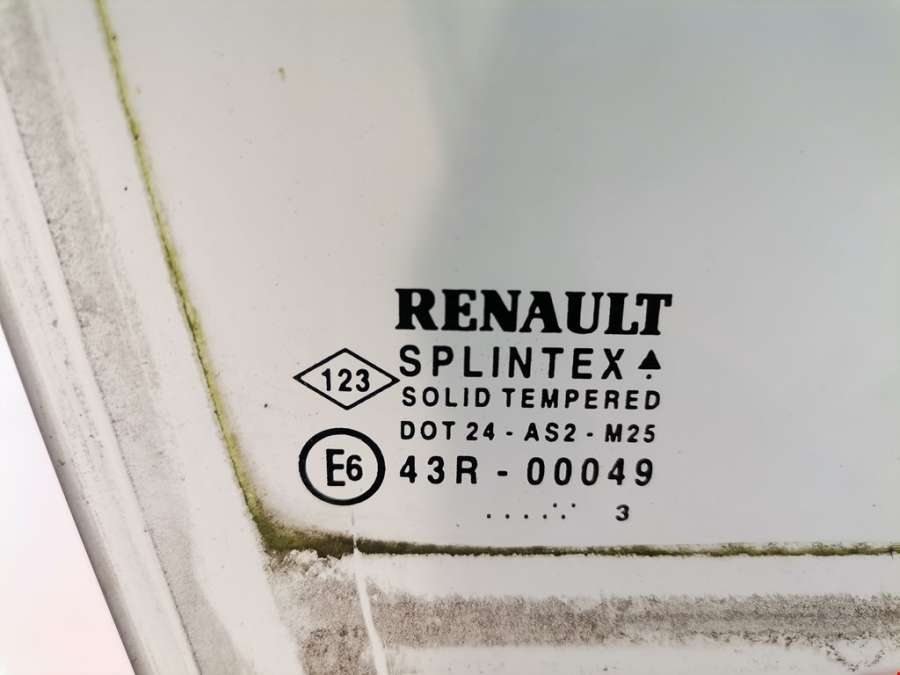 RENAULT
SPLINTEX
123
SOLID TEMPERED
DOT 24 - AS2 - M25
E6 43R - 00049
3